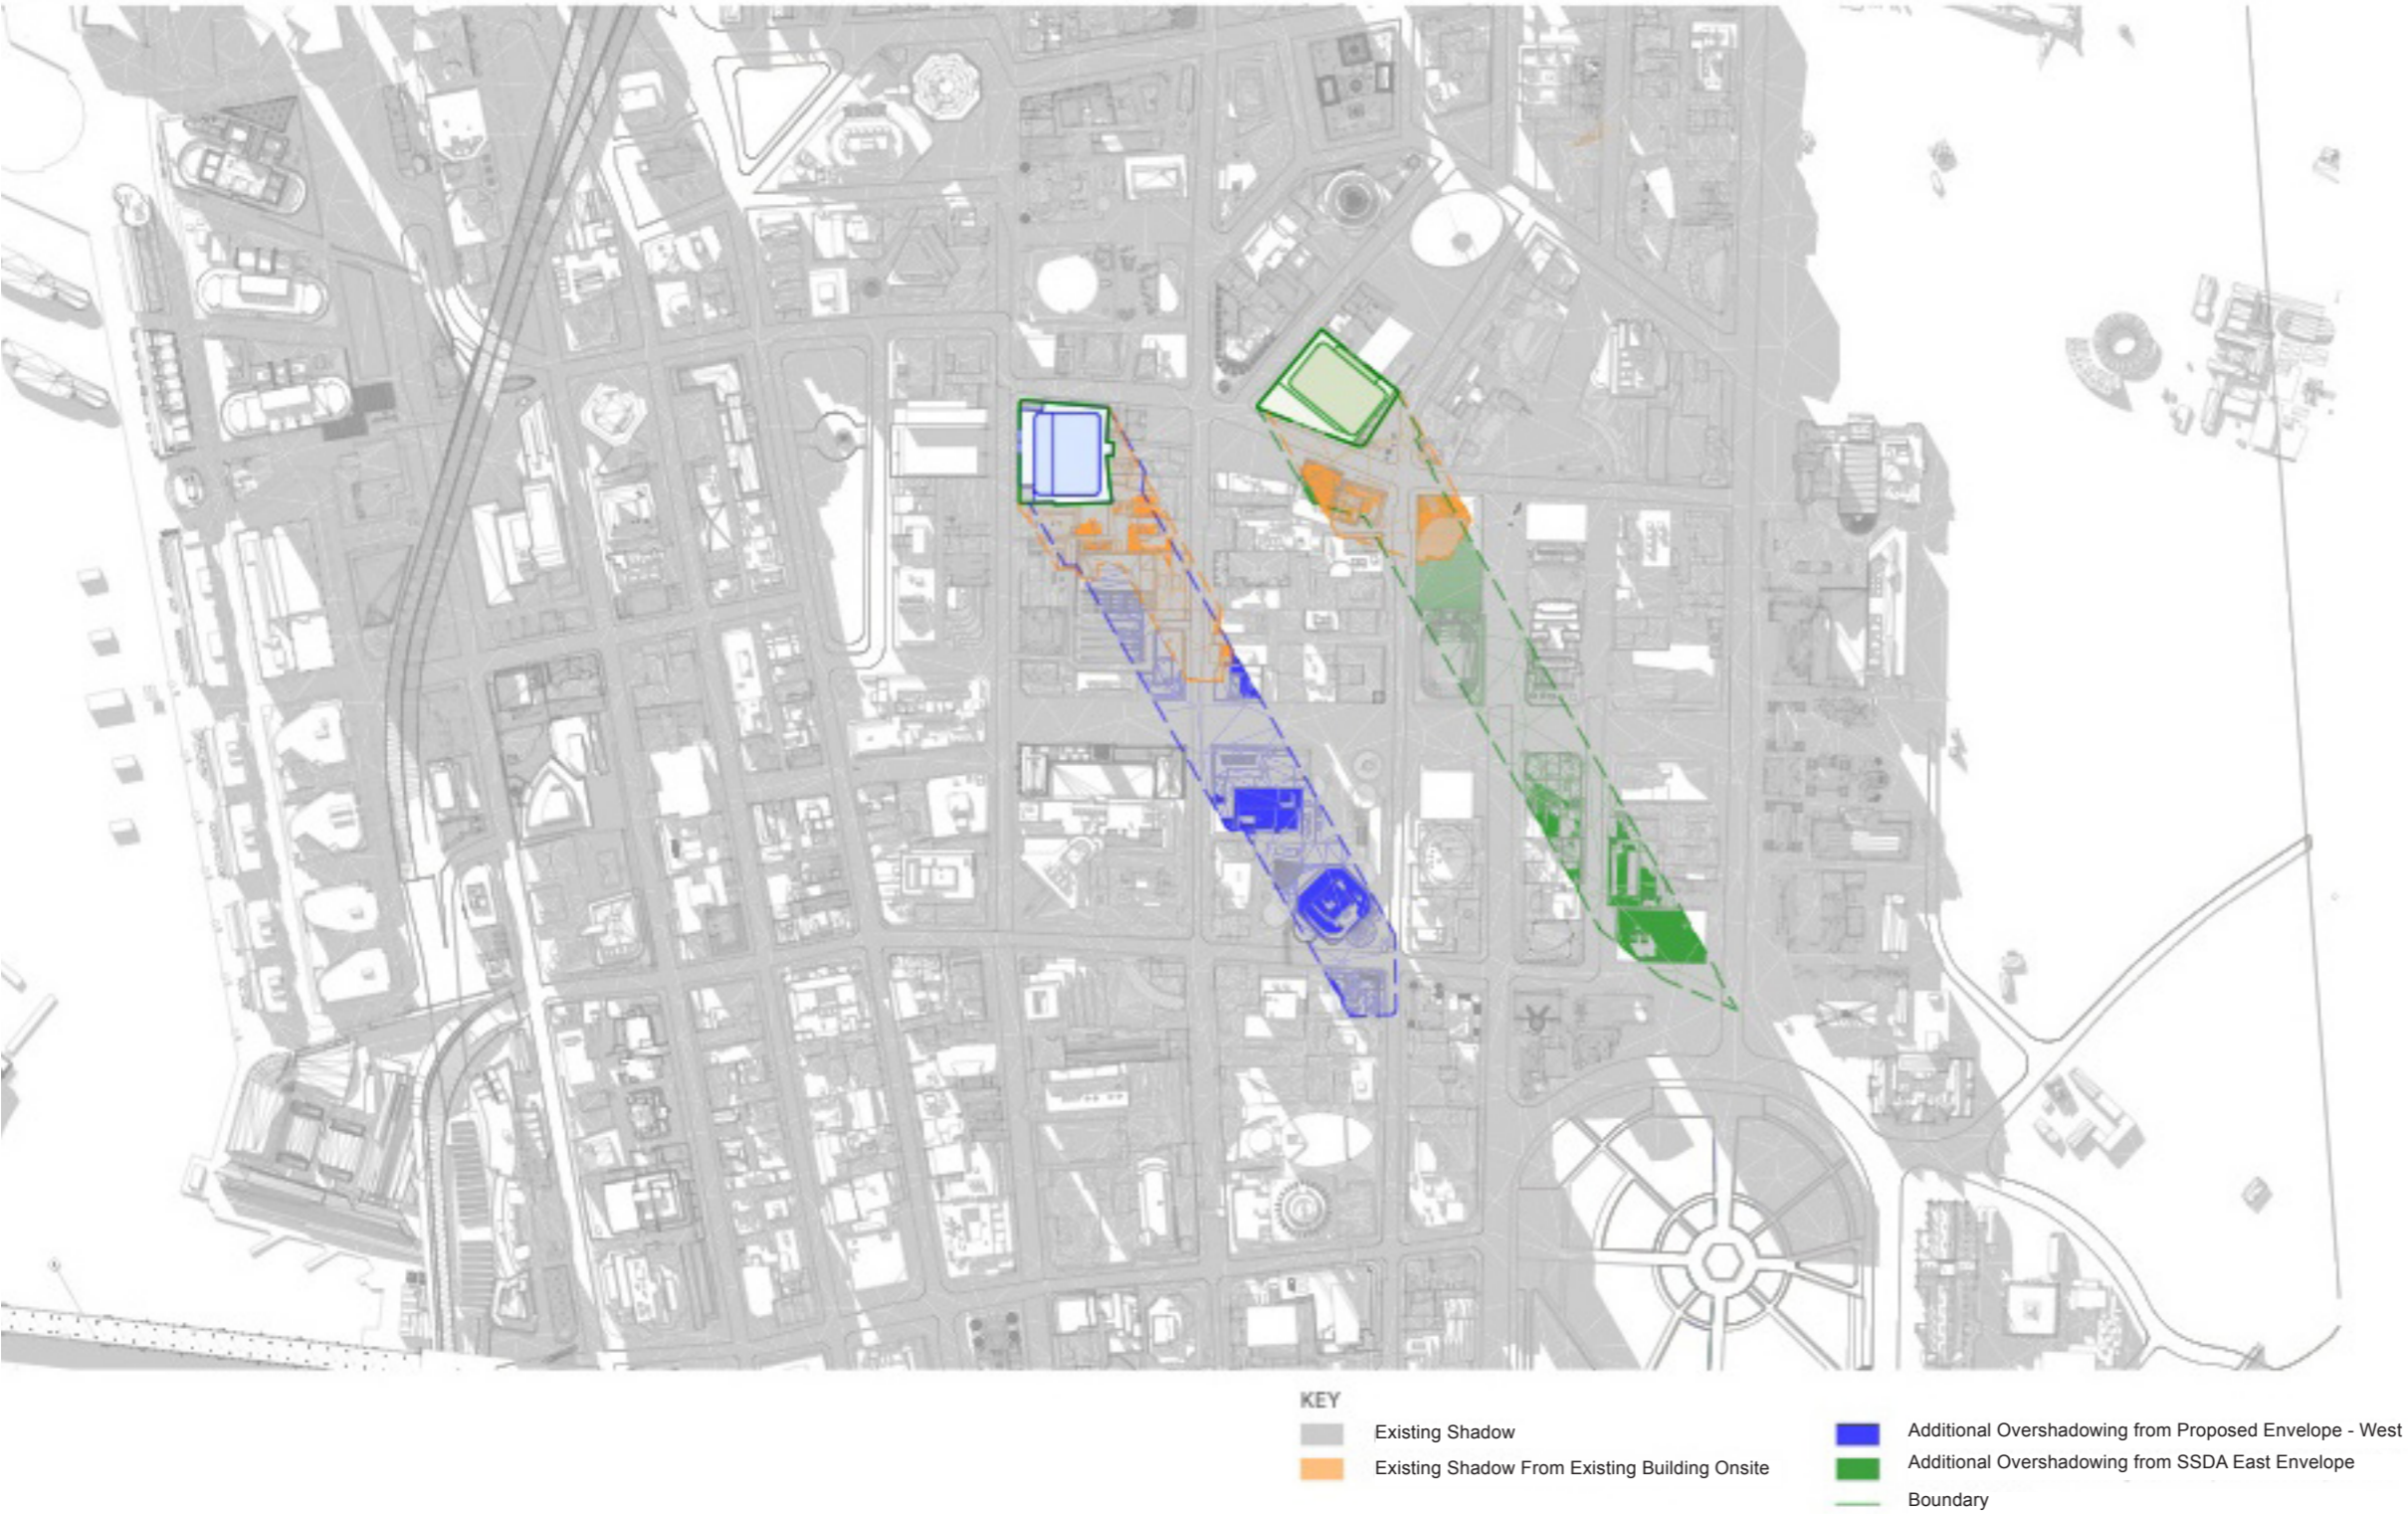 KEY
Existing Shadow
Existing Shadow From Existing Building Onsite
Additional Overshadowing from Proposed Envelope - West
Additional Overshadowing from SSDA East Envelope
Boundary